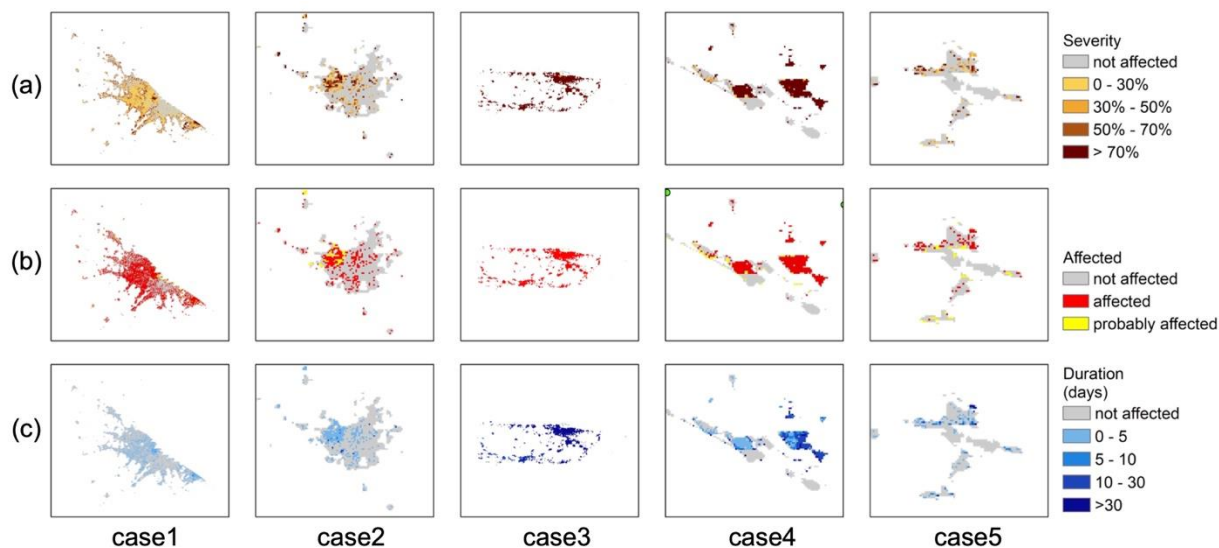 (a)
Severity
not affected
0 - 30%
30% - 50%
50% - 70%
> 70%
(b)
Affected
not affected
affected
probably affected
(c)
Duration
(days)
not affected
0 - 5
5 - 10
10 - 30
>30
case1
case2
case3
case4
case5